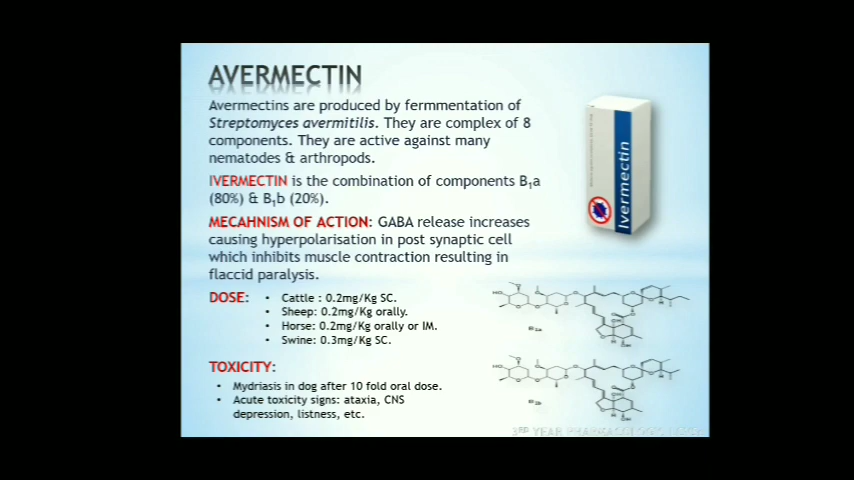 AVERMECTIN
Avermectins are produced by fermmentation of
Streptomyces avermitilis. They are complex of 8
components. They are active against many
nematodes & arthropods.
IVERMECTIN is the combination of components B₁a
(80%) & B₁b (20%).
MECAHNISM OF ACTION: GABA release increases
causing hyperpolarisation in post synaptic cell
which inhibits muscle contraction resulting in
flaccid paralysis.
DOSE:
• Cattle : 0.2mg/Kg SC.
• Sheep: 0.2mg/Kg orally.
• Horse: 0.2mg/Kg orally or IM.
• Swine: 0.3mg/Kg SC.
TOXICITY:
• Mydriasis in dog after 10 fold oral dose.
• Acute toxicity signs: ataxia, CNS
depression, listness, etc.
Ivermectin
B1a
B1b
3RD YEAR PHARMACOLOGIC